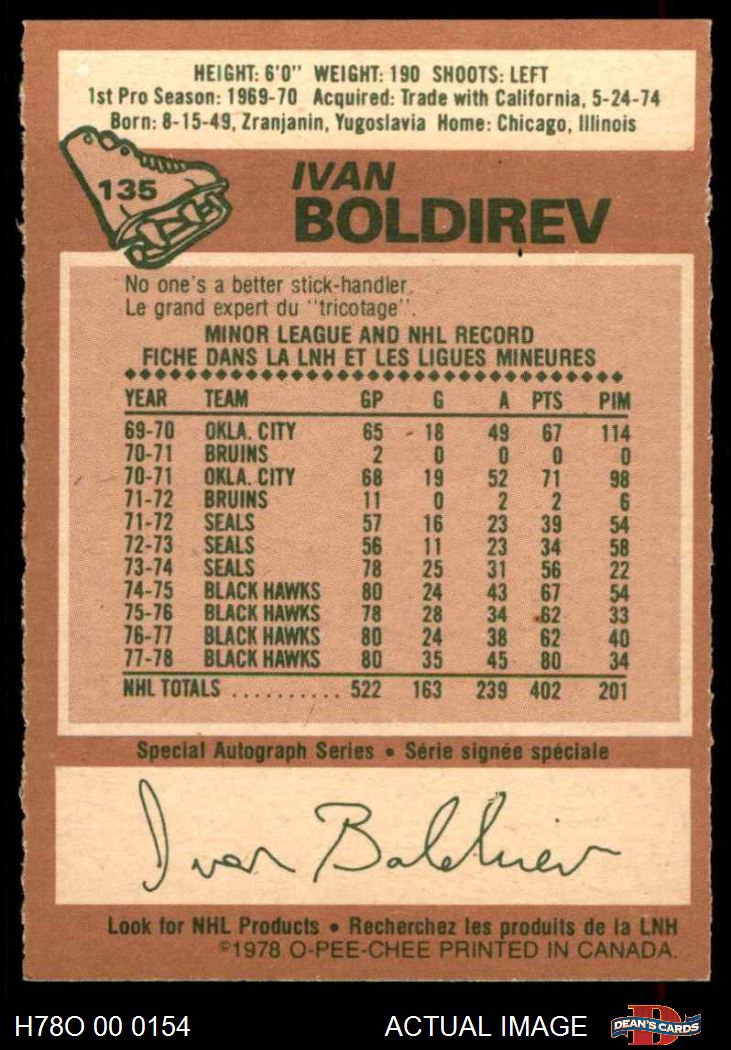 HEIGHT: 6'0" WEIGHT: 190 SHOOTS: LEFT
1st Pro Season: 1969-70 Acquired: Trade with California, 5-24-74
Born: 8-15-49, Zranjanin, Yugoslavia Home: Chicago, Illinois
135
IVAN
BOLDIREV
No one's a better stick-handler.
Le grand expert du "tricotage".
MINOR LEAGUE AND NHL RECORD
FICHE DANS LA LNH ET LES LIGUES MINEURES
YEAR TEAM GP G A PTS PIM
69-70 OKLA. CITY 65 18 49 67 114
70-71 BRUINS 2 0 0 0 0
70-71 OKLA. CITY 68 19 52 71 98
71-72 BRUINS 11 0 2 2 6
71-72 SEALS 57 16 23 39 54
72-73 SEALS 56 11 23 34 58
73-74 SEALS 78 25 31 56 22
74-75 BLACK HAWKS 80 24 43 67 54
75-76 BLACK HAWKS 78 28 34 62 33
76-77 BLACK HAWKS 80 24 38 62 40
77-78 BLACK HAWKS 80 35 45 80 34
NHL TOTALS .......... 522 163 239 402 201
Special Autograph Series • Série signée spéciale
Ivan Boldirev
Look for NHL Products • Recherchez les produits de la LNH
©1978 O-PEE-CHEE PRINTED IN CANADA.
H78O 00 0154 ACTUAL IMAGE D DEAN'S CARDS